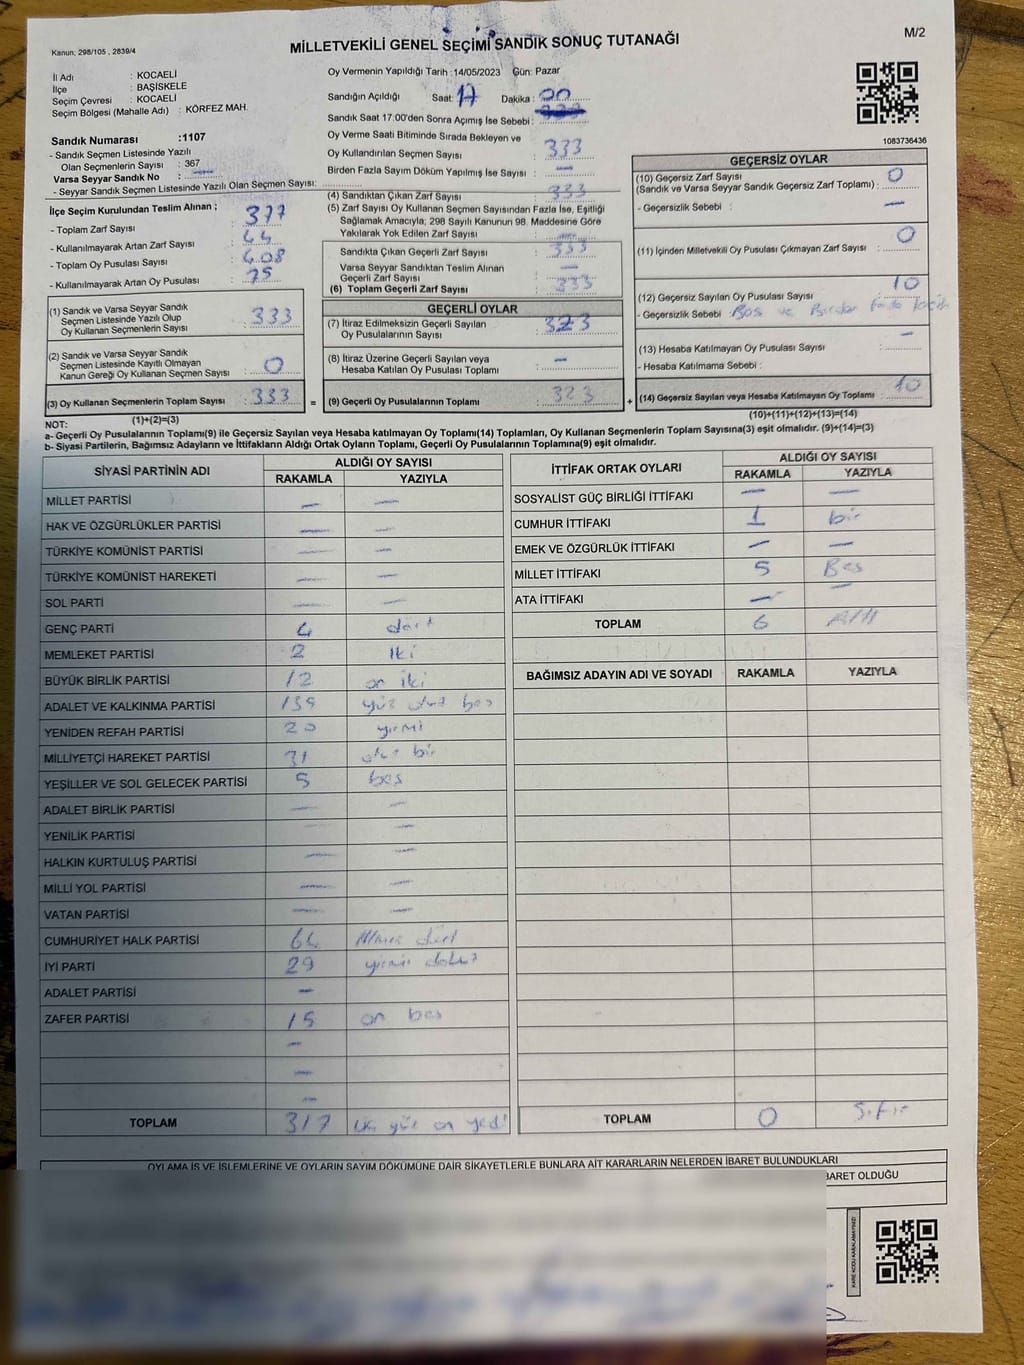 Kanun: 298/105 , 2839/4
MİLLETVEKİLİ GENEL SEÇİMİ SANDIK SONUÇ TUTANAĞI
M/2
İl Adı : KOCAELİ
İlçe : BAŞİSKELE
Seçim Çevresi : KOCAELİ
Seçim Bölgesi (Mahalle Adı) : KÖRFEZ MAH.
Sandık Numarası :1107
- Sandık Seçmen Listesinde Yazılı
Olan Seçmenlerin Sayısı : 367
Varsa Seyyar Sandık No : —
- Seyyar Sandık Seçmen Listesinde Yazılı Olan Seçmen Sayısı:
Oy Vermenin Yapıldığı Tarih :14/05/2023 Gün: Pazar
Sandığın Açıldığı Saat: 17 Dakika : 00
Sandık Saat 17:00'den Sonra Açımış İse Sebebi :
Oy Verme Saati Bitiminde Sırada Bekleyen ve
Oy Kullandırılan Seçmen Sayısı : 333
Birden Fazla Sayım Döküm Yapılmış İse Sayısı : —
1083736436
İlçe Seçim Kurulundan Teslim Alınan ;
- Toplam Zarf Sayısı : 377
- Kullanılmayarak Artan Zarf Sayısı : 44
- Toplam Oy Pusulası Sayısı : 408
- Kullanılmayarak Artan Oy Pusulası : 75
(4) Sandıktan Çıkan Zarf Sayısı : 333
(5) Zarf Sayısı Oy Kullanan Seçmen Sayısından Fazla İse, Eşitliği
Sağlamak Amacıyla; 298 Sayılı Kanunun 98. Maddesine Göre
Yakılarak Yok Edilen Zarf Sayısı : —
Sandıkta Çıkan Geçerli Zarf Sayısı : 333
Varsa Seyyar Sandıktan Teslim Alınan
Geçerli Zarf Sayısı : —
(6) Toplam Geçerli Zarf Sayısı : 333
GEÇERSİZ OYLAR
(10) Geçersiz Zarf Sayısı
(Sandık ve Varsa Seyyar Sandık Geçersiz Zarf Toplamı) : 0
- Geçersizlik Sebebi : —
(11) İçinden Milletvekili Oy Pusulası Çıkmayan Zarf Sayısı : 0
(12) Geçersiz Sayılan Oy Pusulası Sayısı : 10
- Geçersizlik Sebebi : Boş ve Birden fazla
(13) Hesaba Katılmayan Oy Pusulası Sayısı : —
- Hesaba Katılmama Sebebi :
(14) Geçersiz Sayılan veya Hesaba Katılmayan Oy Toplamı : 10
(10)+(11)+(12)+(13)=(14)
(1) Sandık ve Varsa Seyyar Sandık
Seçmen Listesinde Yazılı Olup
Oy Kullanan Seçmenlerin Sayısı : 333
(2) Sandık ve Varsa Seyyar Sandık
Seçmen Listesinde Kayıtlı Olmayan
Kanun Gereği Oy Kullanan Seçmen Sayısı : 0
(3) Oy Kullanan Seçmenlerin Toplam Sayısı : 333 =
(1)+(2)=(3)
GEÇERLİ OYLAR
(7) İtiraz Edilmeksizin Geçerli Sayılan
Oy Pusulalarının Sayısı : 323
(8) İtiraz Üzerine Geçerli Sayılan veya
Hesaba Katılan Oy Pusulası Toplamı : —
(9) Geçerli Oy Pusulalarının Toplamı : 323 +
NOT:
a- Geçerli Oy Pusulalarının Toplamı(9) ile Geçersiz Sayılan veya Hesaba katılmayan Oy Toplamı(14) Toplamları, Oy Kullanan Seçmenlerin Toplam Sayısına(3) eşit olmalıdır. (9)+(14)=(3)
b- Siyasi Partilerin, Bağımsız Adayların ve İttifakların Aldığı Ortak Oyların Toplamı, Geçerli Oy Pusulalarının Toplamına(9) eşit olmalıdır.
SİYASİ PARTİNİN ADI ALDIĞI OY SAYISI
RAKAMLA YAZIYLA
MİLLET PARTİSİ — —
HAK VE ÖZGÜRLÜKLER PARTİSİ — —
TÜRKİYE KOMÜNİST PARTİSİ — —
TÜRKİYE KOMÜNİST HAREKETİ — —
SOL PARTİ — —
GENÇ PARTİ 4 dört
MEMLEKET PARTİSİ 2 iki
BÜYÜK BİRLİK PARTİSİ 12 on iki
ADALET VE KALKINMA PARTİSİ 135 yüz otuz beş
YENİDEN REFAH PARTİSİ 20 yirmi
MİLLİYETÇİ HAREKET PARTİSİ 31 otuz bir
YEŞİLLER VE SOL GELECEK PARTİSİ 5 beş
ADALET BİRLİK PARTİSİ — —
YENİLİK PARTİSİ — —
HALKIN KURTULUŞ PARTİSİ — —
MİLLİ YOL PARTİSİ — —
VATAN PARTİSİ — —
CUMHURİYET HALK PARTİSİ 64 Altmış dört
İYİ PARTİ 29 yirmi dokuz
ADALET PARTİSİ —
ZAFER PARTİSİ 15 on beş
—
—
—
TOPLAM 317 üç yüz on yedi
İTTİFAK ORTAK OYLARI ALDIĞI OY SAYISI
RAKAMLA YAZIYLA
SOSYALİST GÜÇ BİRLİĞİ İTTİFAKI — —
CUMHUR İTTİFAKI 1 bir
EMEK VE ÖZGÜRLÜK İTTİFAKI — —
MİLLET İTTİFAKI 5 Beş
ATA İTTİFAKI — —
TOPLAM 6 Altı
BAĞIMSIZ ADAYIN ADI VE SOYADI RAKAMLA YAZIYLA
TOPLAM 0 Sıfır
OYLAMA İŞ VE İŞLEMLERİNE VE OYLARIN SAYIM DÖKÜMÜNE DAİR ŞİKAYETLERLE BUNLARA AİT KARARLARIN NELERDEN İBARET BULUNDUKLARI
BARET OLDUĞU
KARE KODU KARALAMAYINIZ!